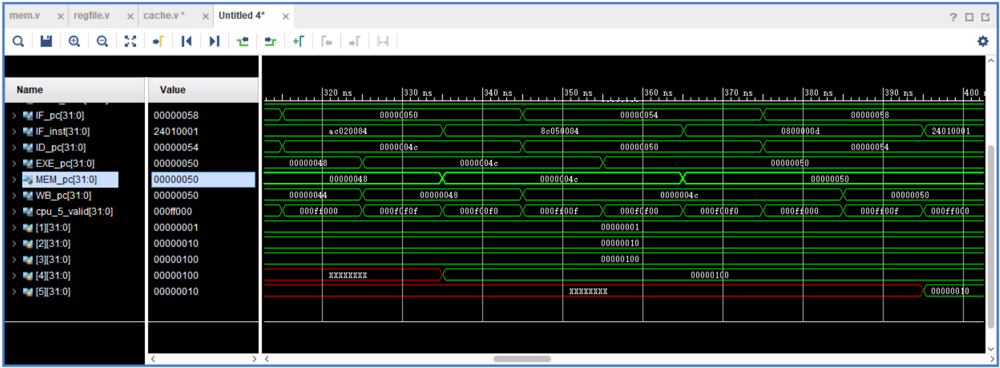 mem.v × regfile.v × cache.v * × Untitled 4* ×
Name Value 320 ns 330 ns 340 ns 350 ns 360 ns 370 ns 380 ns 390 ns 400
IF_pc[31:0] 00000058 00000050 00000054 00000058
IF_inst[31:0] 24010001 ac020084 8c050004 0800000d 24010001
ID_pc[31:0] 00000054 0000004c 00000050 00000054
EXE_pc[31:0] 00000050 00000048 0000004c 00000050
MEM_pc[31:0] 00000050 00000048 0000004c 00000050
WB_pc[31:0] 00000050 00000044 00000048 0000004c 00000050
cpu_5_valid[31:0] 000ff000 000ff000 000f0f0f 000f00f0 000ff00f 000f0f00 000f00f0 000ff000 000ff00f 000ff000
[1][31:0] 00000001 00000001
[2][31:0] 00000010 00000010
[3][31:0] 00000100 00000100
[4][31:0] 00000100 XXXXXXXX 00000100
[5][31:0] 00000010 XXXXXXXX 00000010